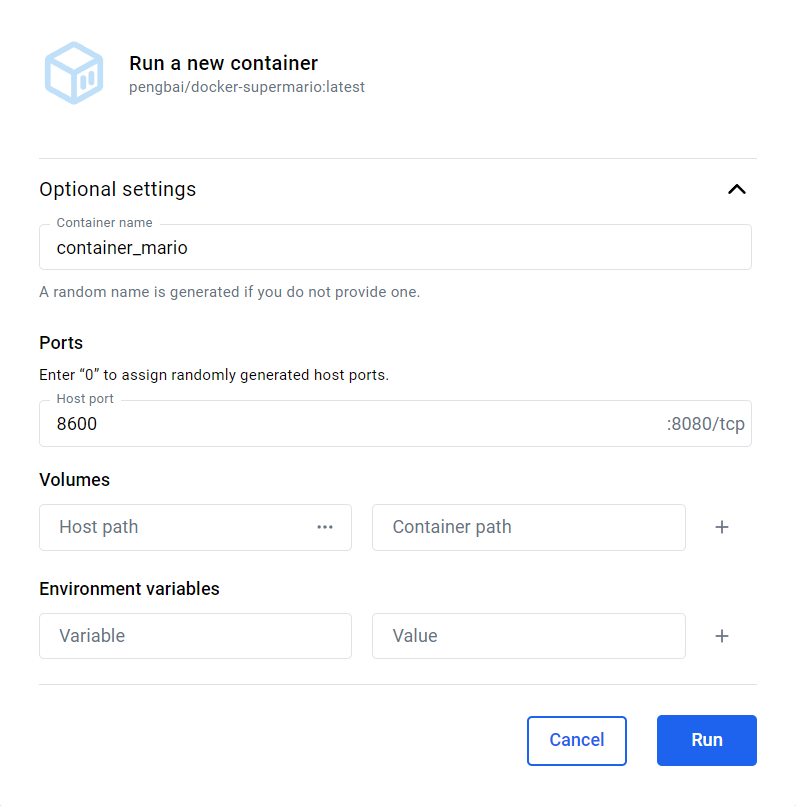 Run a new container
pengbai/docker-supermario:latest
Optional settings
Container name
container_mario
A random name is generated if you do not provide one.
Ports
Enter “0” to assign randomly generated host ports.
Host port
8600 :8080/tcp
Volumes
Host path ••• Container path +
Environment variables
Variable Value +
Cancel Run